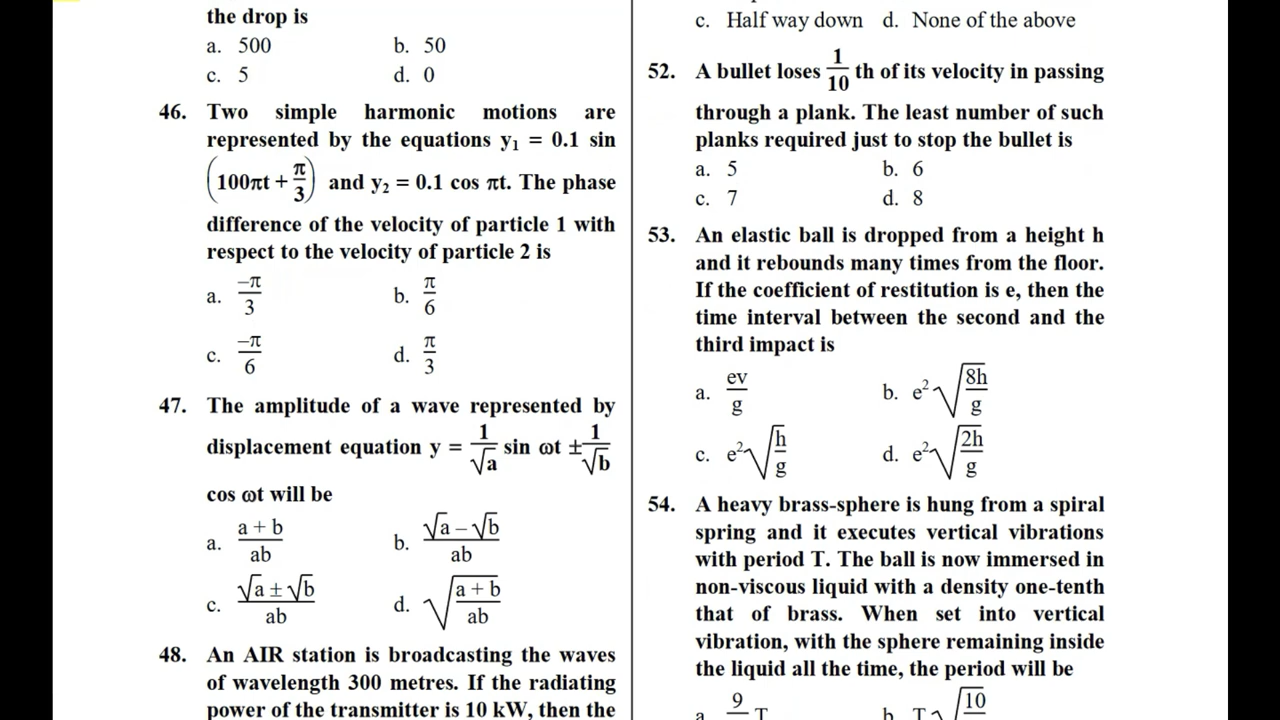 the drop is
a. 500 b. 50
c. 5 d. 0
46. Two simple harmonic motions are
represented by the equations y₁ = 0.1 sin
(100πt + π/3) and y₂ = 0.1 cos πt. The phase
difference of the velocity of particle 1 with
respect to the velocity of particle 2 is
a. −π/3 b. π/6
c. −π/6 d. π/3
47. The amplitude of a wave represented by
displacement equation y = 1/√a sin ωt ± 1/√b
cos ωt will be
a. a + b/ab b. √a – √b/ab
c. √a ± √b/ab d. √(a + b/ab)
48. An AIR station is broadcasting the waves
of wavelength 300 metres. If the radiating
power of the transmitter is 10 kW, then the
c. Half way down d. None of the above
52. A bullet loses 1/10 th of its velocity in passing
through a plank. The least number of such
planks required just to stop the bullet is
a. 5 b. 6
c. 7 d. 8
53. An elastic ball is dropped from a height h
and it rebounds many times from the floor.
If the coefficient of restitution is e, then the
time interval between the second and the
third impact is
a. ev/g b. e²√(8h/g)
c. e²√(h/g) d. e²√(2h/g)
54. A heavy brass-sphere is hung from a spiral
spring and it executes vertical vibrations
with period T. The ball is now immersed in
non-viscous liquid with a density one-tenth
that of brass. When set into vertical
vibration, with the sphere remaining inside
the liquid all the time, the period will be
a. 9 T b. T√10